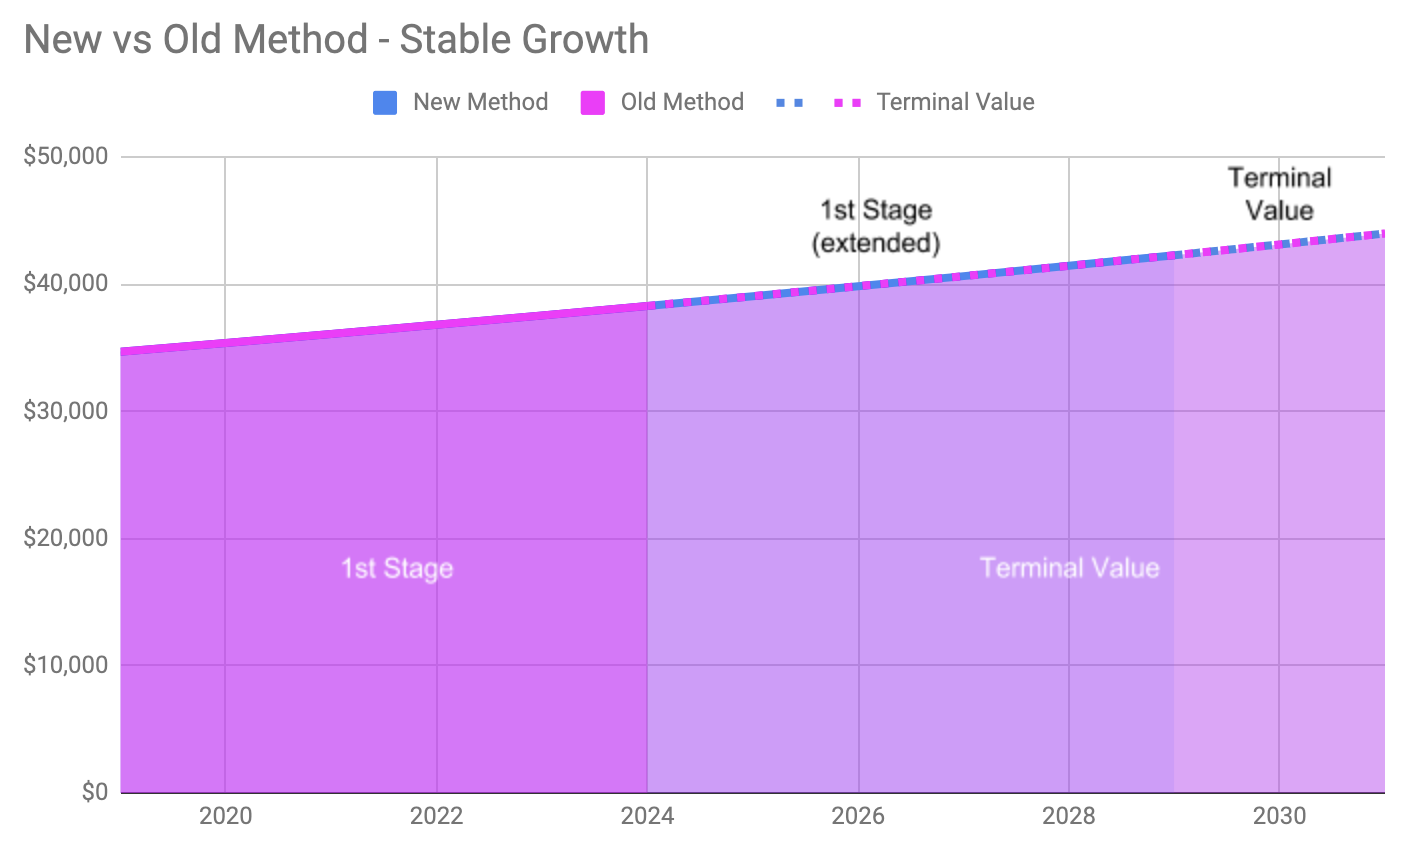 New vs Old Method - Stable Growth
New Method Old Method Terminal Value
$50,000
Terminal
Value
1st Stage
(extended)
$40,000
$30,000
$20,000
1st Stage
Terminal Value
$10,000
$0
2020 2022 2024 2026 2028 2030